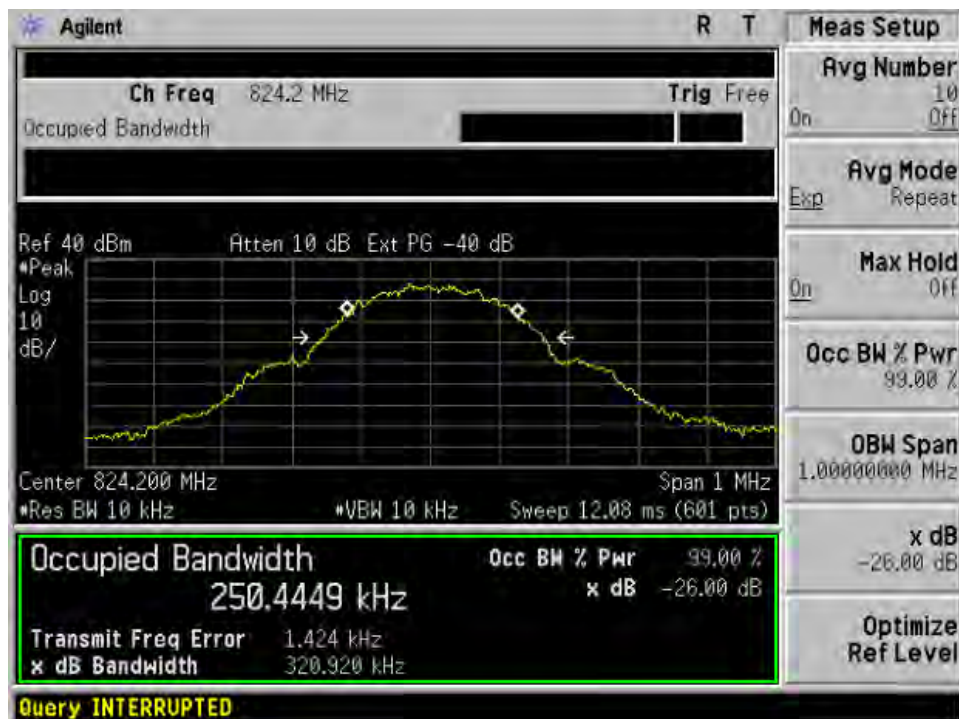 Agilent R T
Ch Freq 824.2 MHz Trig Free
Occupied Bandwidth
Ref 40 dBm Atten 10 dB Ext PG -40 dB
*Peak
Log
10
dB/
Center 824.200 MHz Span 1 MHz
*Res BW 10 kHz *VBW 10 kHz Sweep 12.08 ms (601 pts)
Occupied Bandwidth Occ BW % Pwr 99.00 %
250.4449 kHz x dB -26.00 dB
Transmit Freq Error 1.424 kHz
x dB Bandwidth 320.920 kHz
Query INTERRUPTED
Meas Setup
Avg Number
10
On Off
Avg Mode
Exp Repeat
Max Hold
On Off
Occ BW % Pwr
99.00 %
OBW Span
1.00000000 MHz
x dB
-26.00 dB
Optimize
Ref Level